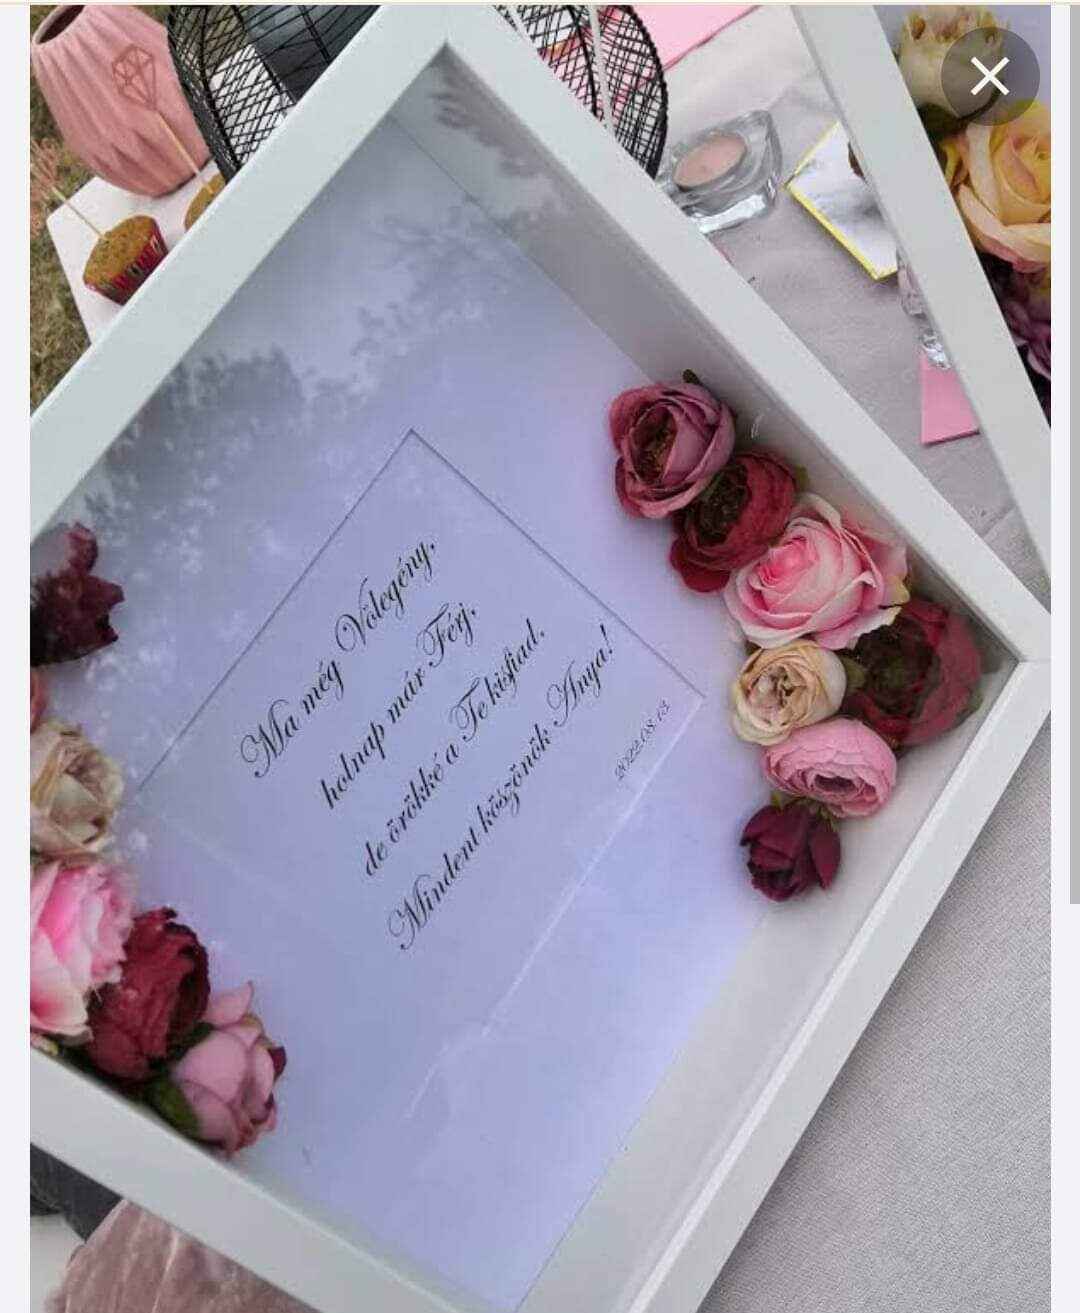 Ma még Vőlegény,
holnap már Férj,
de örökké a Te kisfiad.
Mindent köszönök Anya!
2022.08.13.